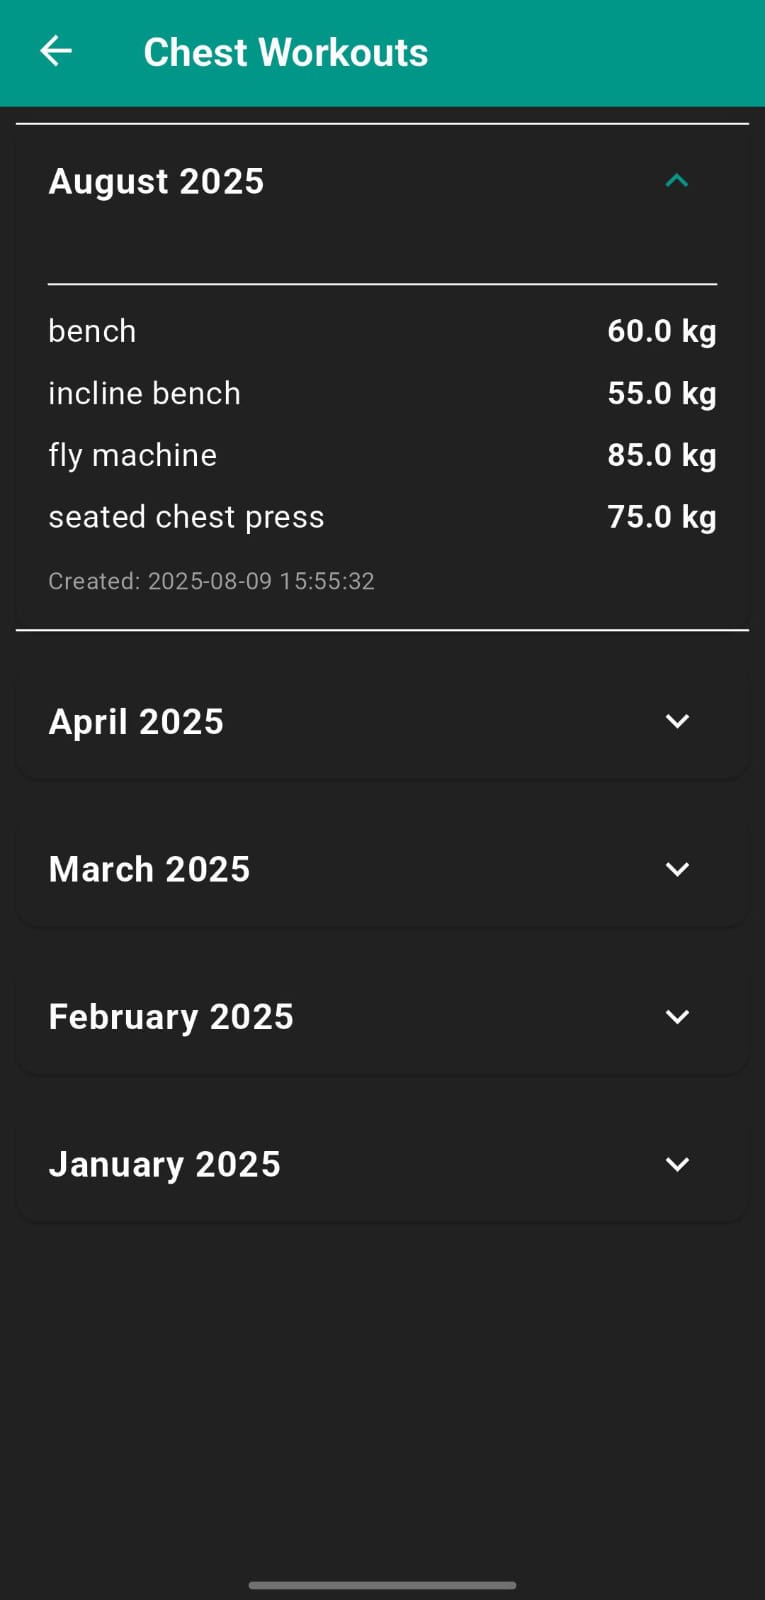 Chest Workouts
August 2025
bench 60.0 kg
incline bench 55.0 kg
fly machine 85.0 kg
seated chest press 75.0 kg
Created: 2025-08-09 15:55:32
April 2025
March 2025
February 2025
January 2025